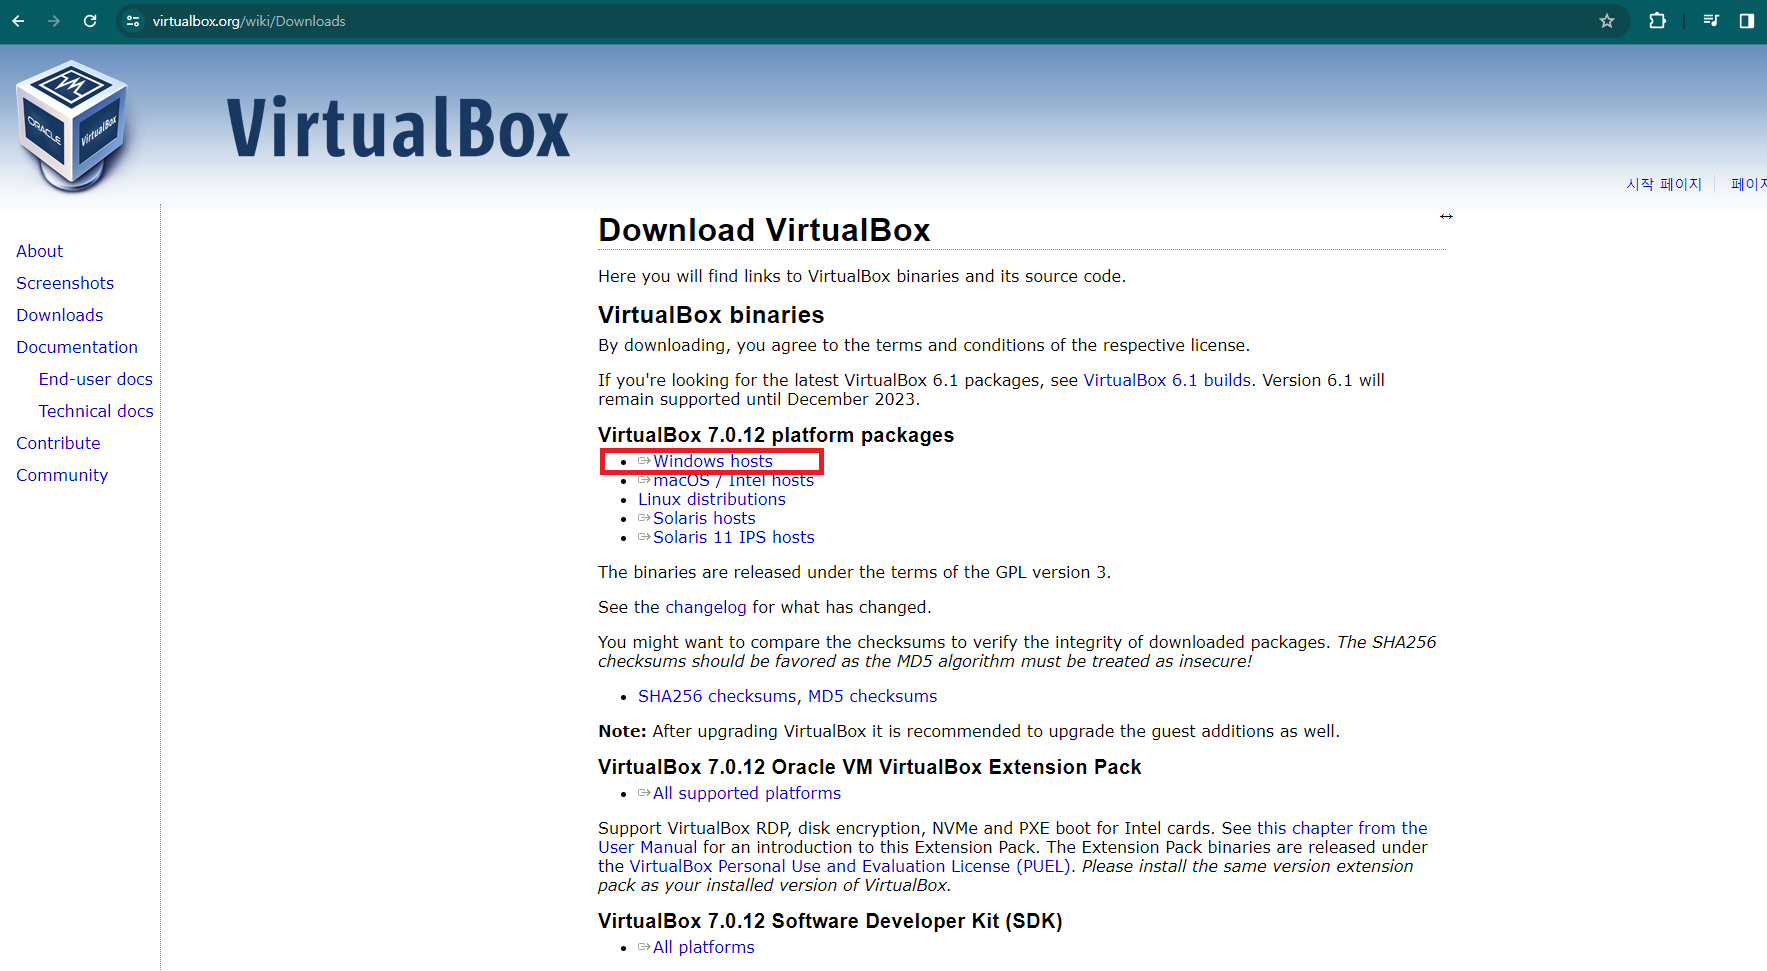 virtualbox.org/wiki/Downloads
ORACLE
VirtualBox
VirtualBox
시작 페이지
About
Screenshots
Downloads
Documentation
End-user docs
Technical docs
Contribute
Community
Download VirtualBox
Here you will find links to VirtualBox binaries and its source code.
VirtualBox binaries
By downloading, you agree to the terms and conditions of the respective license.
If you're looking for the latest VirtualBox 6.1 packages, see VirtualBox 6.1 builds. Version 6.1 will
remain supported until December 2023.
VirtualBox 7.0.12 platform packages
Windows hosts
macOS / Intel hosts
Linux distributions
Solaris hosts
Solaris 11 IPS hosts
The binaries are released under the terms of the GPL version 3.
See the changelog for what has changed.
You might want to compare the checksums to verify the integrity of downloaded packages. The SHA256
checksums should be favored as the MD5 algorithm must be treated as insecure!
SHA256 checksums, MD5 checksums
Note: After upgrading VirtualBox it is recommended to upgrade the guest additions as well.
VirtualBox 7.0.12 Oracle VM VirtualBox Extension Pack
All supported platforms
Support VirtualBox RDP, disk encryption, NVMe and PXE boot for Intel cards. See this chapter from the
User Manual for an introduction to this Extension Pack. The Extension Pack binaries are released under
the VirtualBox Personal Use and Evaluation License (PUEL). Please install the same version extension
pack as your installed version of VirtualBox.
VirtualBox 7.0.12 Software Developer Kit (SDK)
All platforms